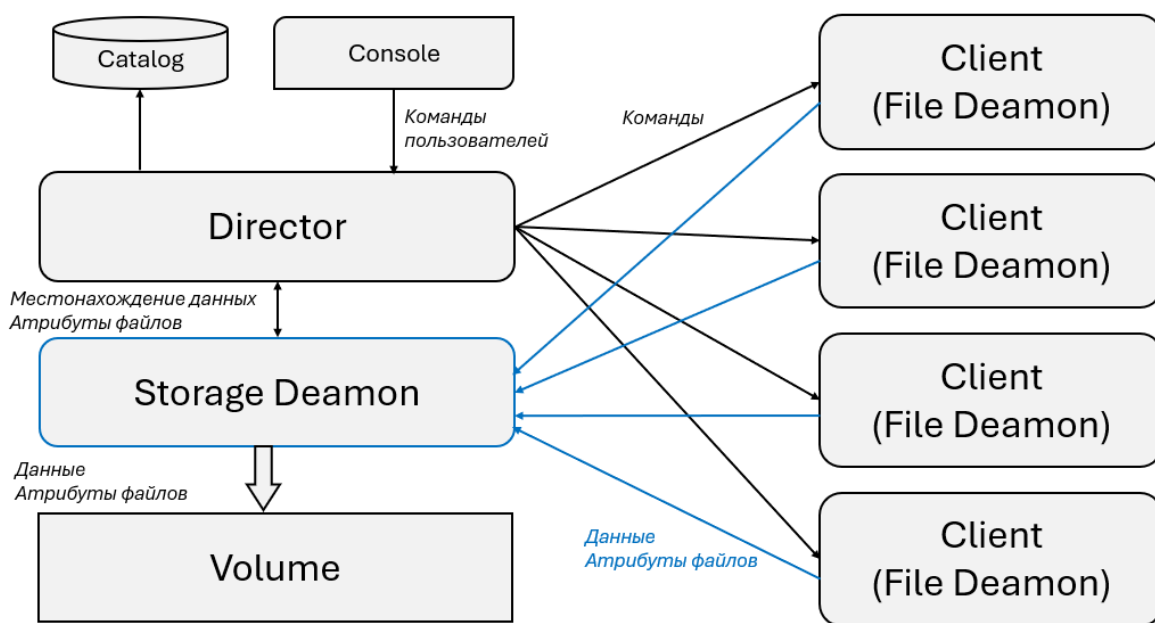 Catalog
Console
Команды
пользователей
Команды
Director
Местонахождение данных
Атрибуты файлов
Storage Deamon
Данные
Атрибуты файлов
Volume
Client
(File Deamon)
Client
(File Deamon)
Client
(File Deamon)
Данные
Атрибуты файлов
Client
(File Deamon)